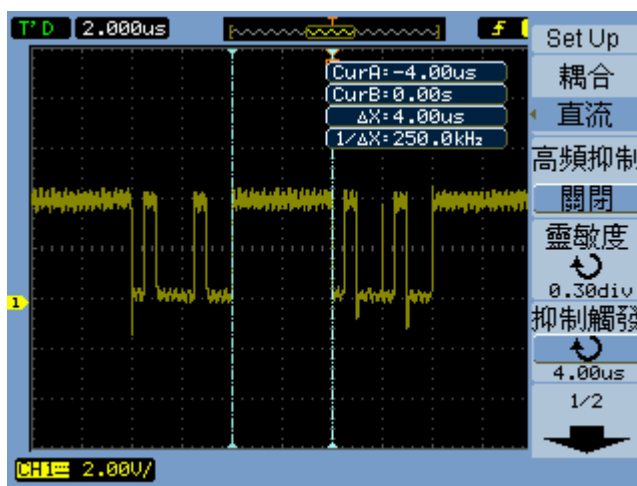 T'D 2.000us
CurA:-4.00us
CurB:0.00s
ΔX:4.00us
1/ΔX:250.0kHz
Set Up
耦合
直流
高頻抑制
關閉
靈敏度
0.30div
抑制觸發
4.00us
1/2
1
CH1 2.00V/